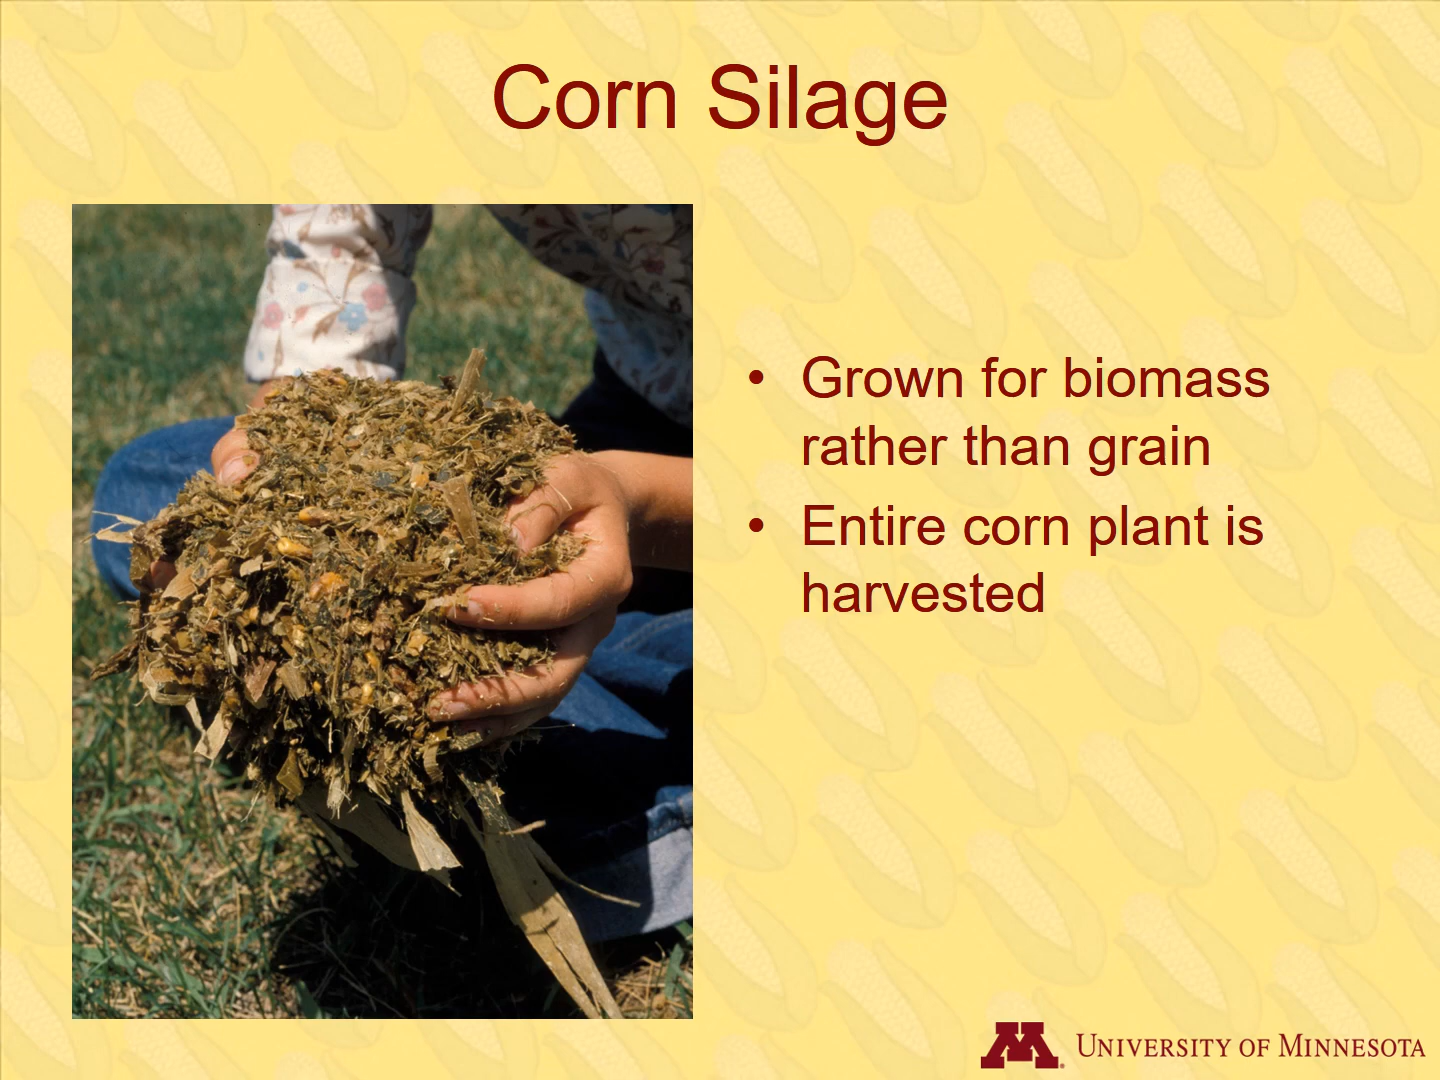 Corn Silage
• Grown for biomass
rather than grain
• Entire corn plant is
harvested
M
UNIVERSITY OF MINNESOTA